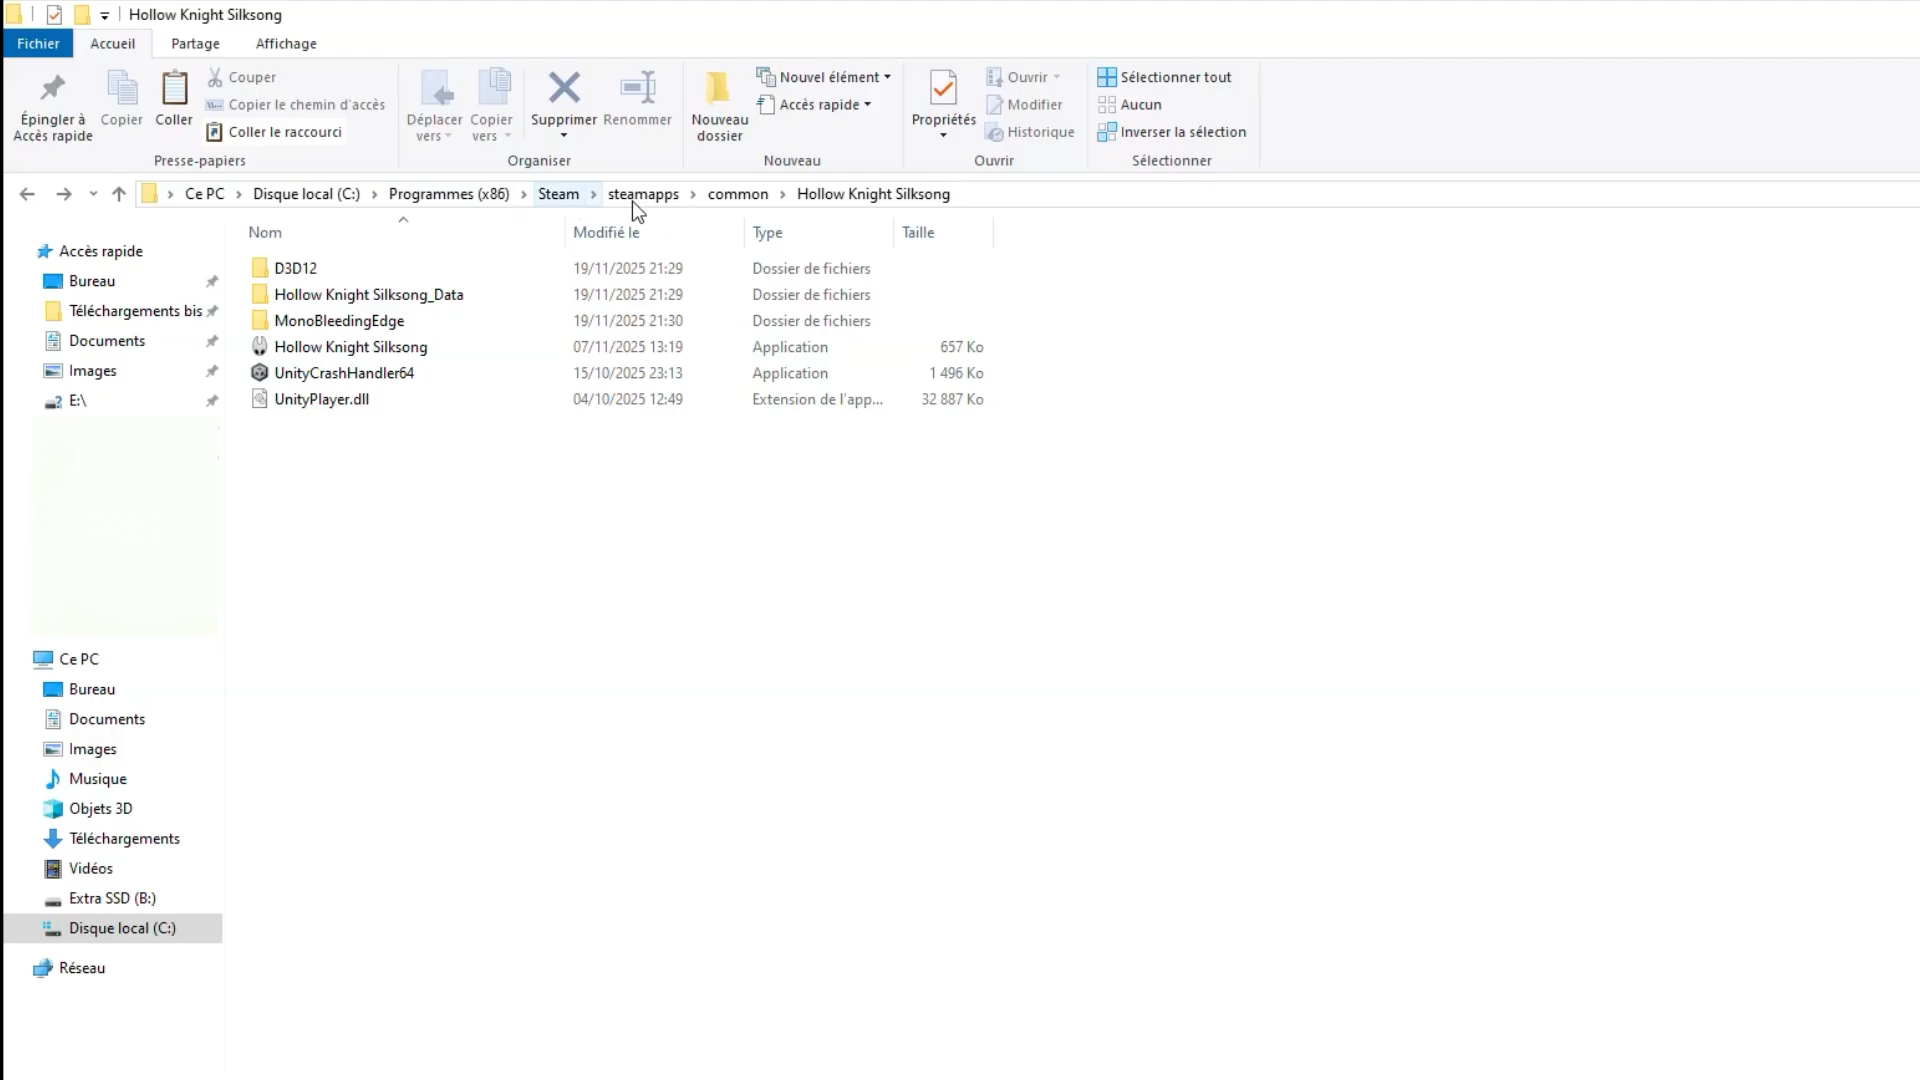 Hollow Knight Silksong
Fichier Accueil Partage Affichage
Épingler à Accès rapide
Copier
Coller
Couper
Copier le chemin d'accès
Coller le raccourci
Presse-papiers
Déplacer vers
Copier vers
Supprimer
Renommer
Organiser
Nouveau dossier
Nouvel élément
Accès rapide
Nouveau
Propriétés
Ouvrir
Modifier
Historique
Ouvrir
Sélectionner tout
Aucun
Inverser la sélection
Sélectionner
Ce PC > Disque local (C:) > Programmes (x86) > Steam > steamapps > common > Hollow Knight Silksong
Nom Modifié le Type Taille
D3D12 19/11/2025 21:29 Dossier de fichiers
Hollow Knight Silksong_Data 19/11/2025 21:29 Dossier de fichiers
MonoBleedingEdge 19/11/2025 21:30 Dossier de fichiers
Hollow Knight Silksong 07/11/2025 13:19 Application 657 Ko
UnityCrashHandler64 15/10/2025 23:13 Application 1 496 Ko
UnityPlayer.dll 04/10/2025 12:49 Extension de l'app... 32 887 Ko
Accès rapide
Bureau
Téléchargements bis
Documents
Images
E:\
Ce PC
Bureau
Documents
Images
Musique
Objets 3D
Téléchargements
Vidéos
Extra SSD (B:)
Disque local (C:)
Réseau